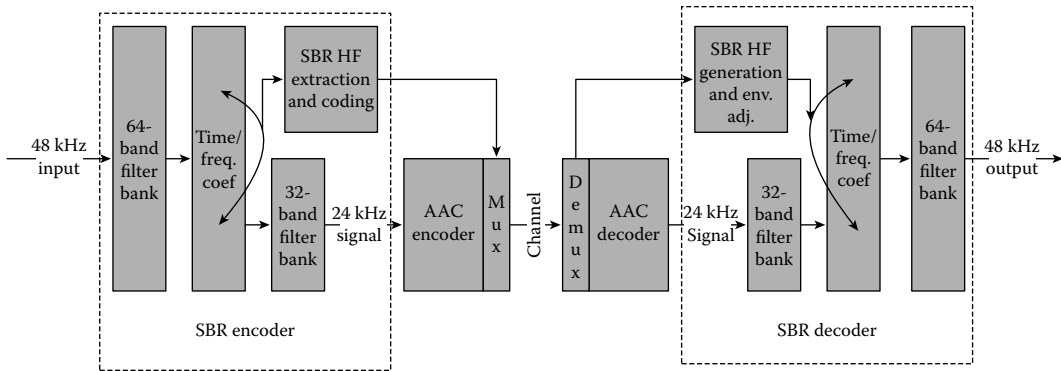 48 kHz
input
64-
band
filter
bank
Time/
freq.
coef
SBR HF
extraction
and coding
32-
band
filter
bank
24 kHz
signal
AAC
encoder
M
u
x
Channel
D
e
m
u
x
AAC
decoder
24 kHz
Signal
SBR HF
generation
and env.
adj.
32-
band
filter
bank
Time/
freq.
coef
64-
band
filter
bank
48 kHz
output
SBR encoder
SBR decoder